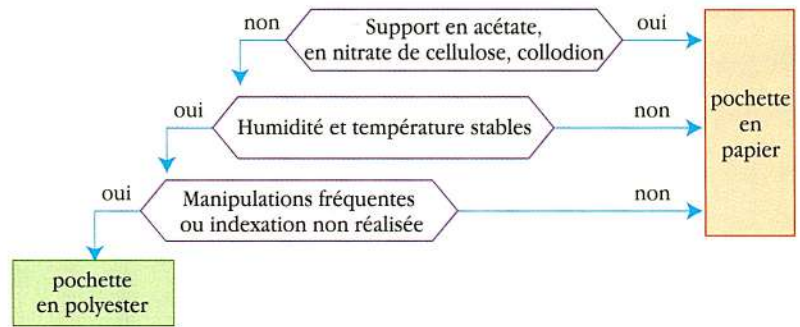 non
Support en acétate,
en nitrate de cellulose, collodion
oui
oui
Humidité et température stables
non
pochette
en
papier
oui
Manipulations fréquentes
ou indexation non réalisée
non
pochette
en polyester